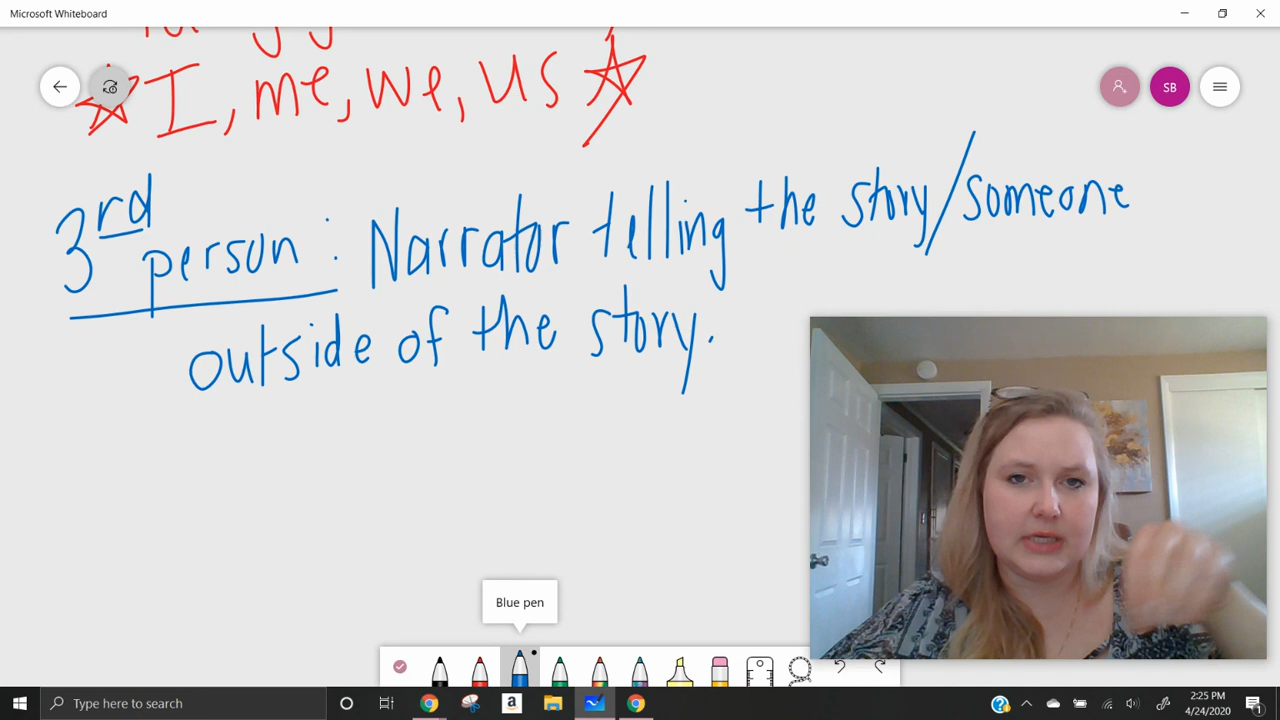 Microsoft Whiteboard
I, me, we, us
SB
3rd person: Narrator telling the story/someone
outside of the story.
Blue pen
Type here to search
a
2:25 PM
4/24/2020
1